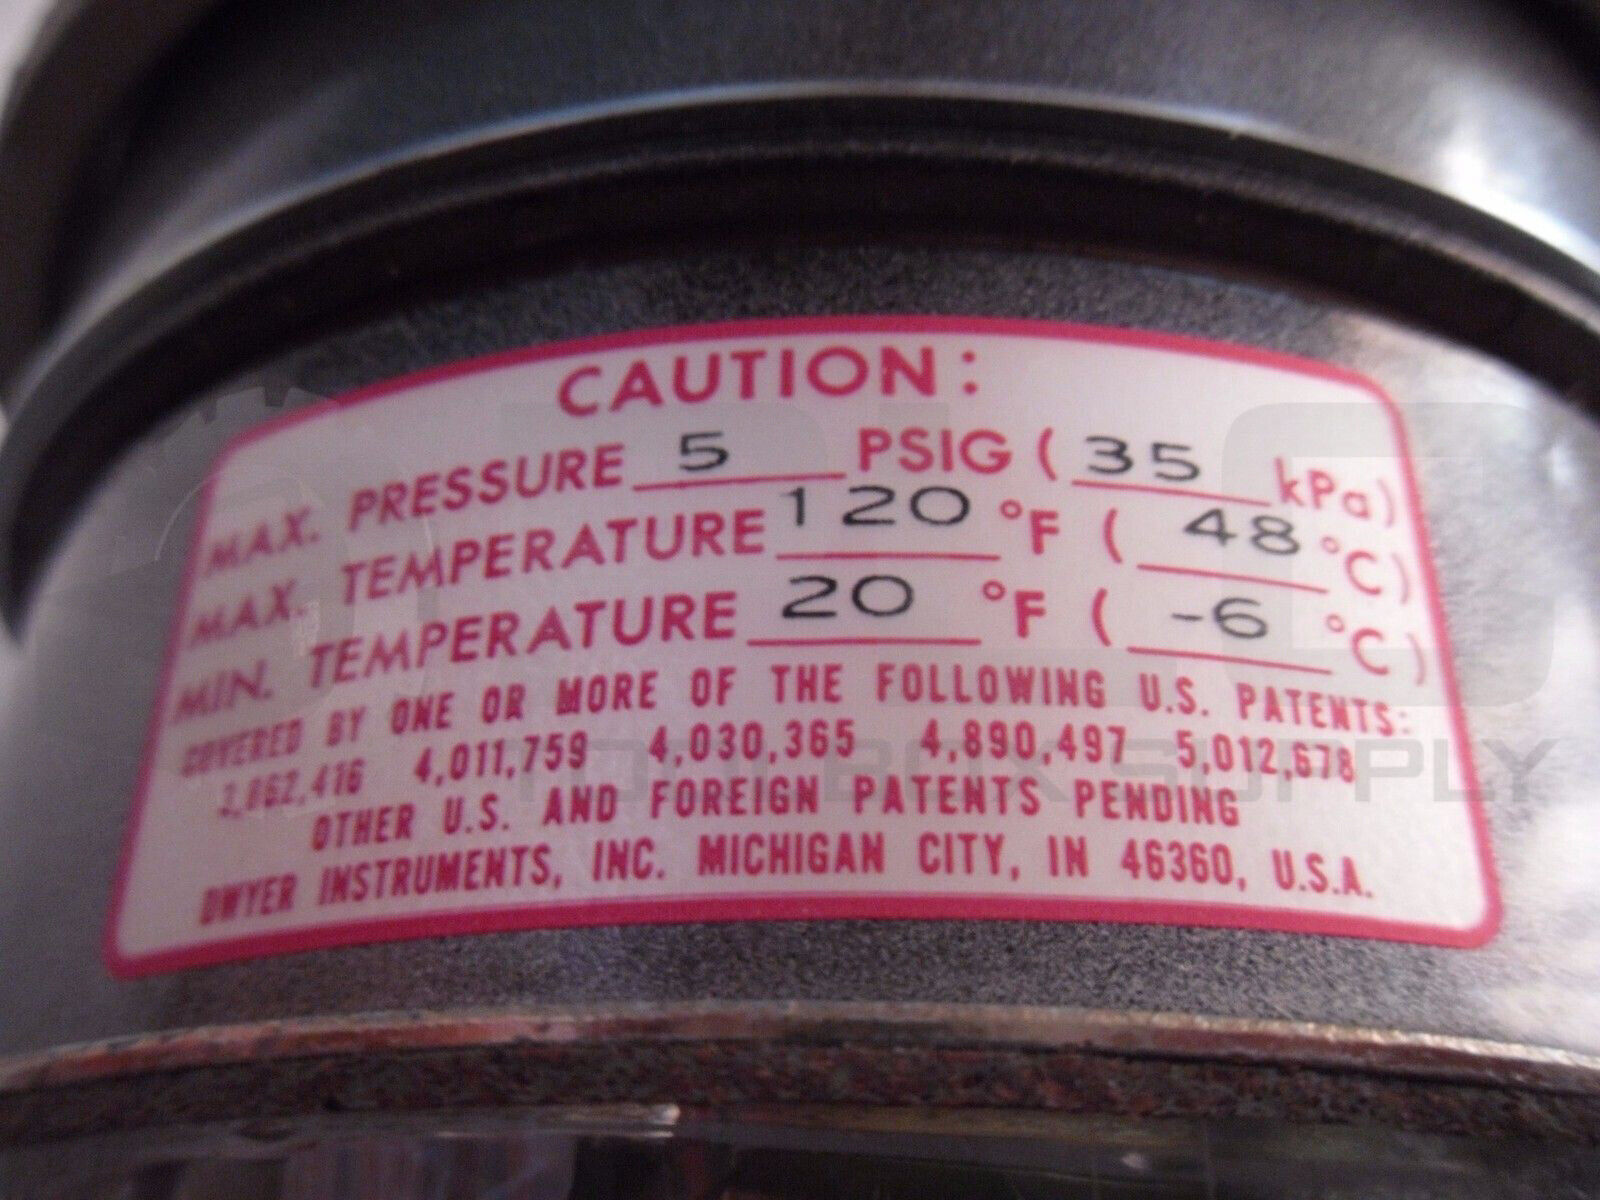 CAUTION:
MAX. PRESSURE 5 PSIG ( 35 kPa)
MAX. TEMPERATURE 120 °F ( 48 °C)
MIN. TEMPERATURE 20 °F ( -6 °C)
COVERED BY ONE OR MORE OF THE FOLLOWING U.S. PATENTS:
3,862,416 4,011,759 4,030,365 4,890,497 5,012,678
OTHER U.S. AND FOREIGN PATENTS PENDING
DWYER INSTRUMENTS, INC. MICHIGAN CITY, IN 46360, U.S.A.
SUPPLY